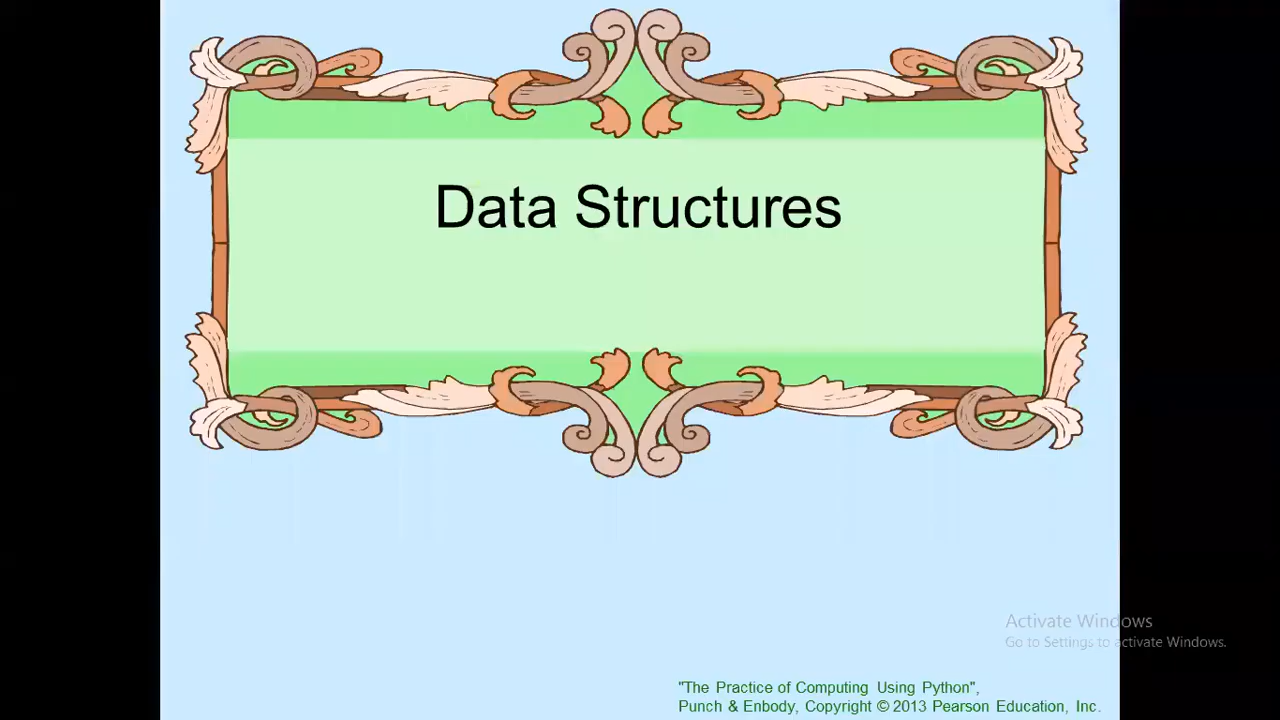 Data Structures
Activate Windows
Go to Settings to activate Windows.
"The Practice of Computing Using Python",
Punch & Enbody, Copyright © 2013 Pearson Education, Inc.